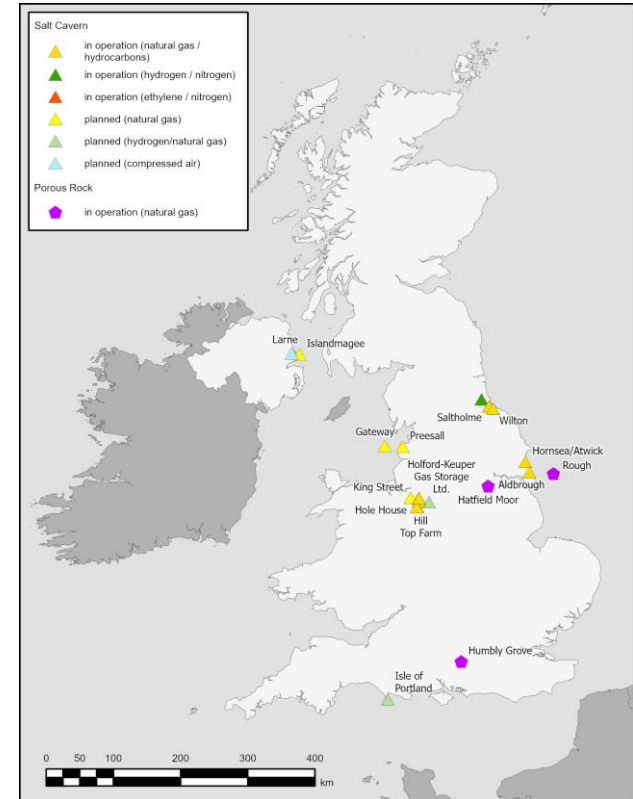 Salt Cavern
in operation (natural gas /
hydrocarbons)
in operation (hydrogen / nitrogen)
in operation (ethylene / nitrogen)
planned (natural gas)
planned (hydrogen/natural gas)
planned (compressed air)
Porous Rock
in operation (natural gas)
Larne
Islandmagee
Saltholme
Wilton
Gateway
Preesall
Hornsea/Atwick
Rough
Holford-Keuper
Gas Storage
Ltd.
Aldbrough
Hatfield Moor
King Street
Hole House
Hill
Top Farm
Humbly Grove
Isle of
Portland
0 50 100 200 300 400
km